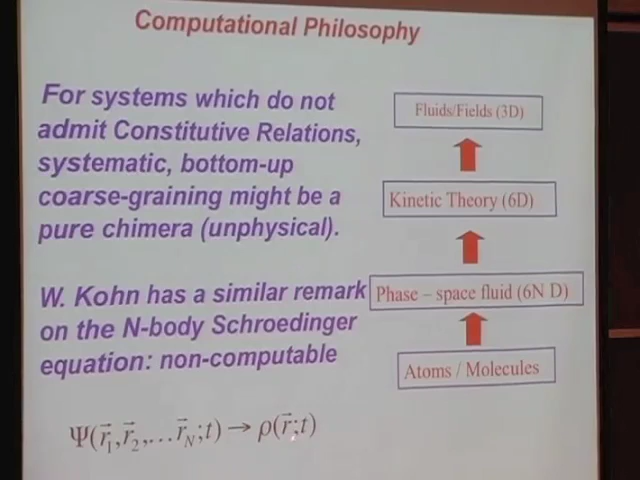 Computational Philosophy
For systems which do not
admit Constitutive Relations,
systematic, bottom-up
coarse-graining might be a
pure chimera (unphysical).
W. Kohn has a similar remark
on the N-body Schroedinger
equation: non-computable
Ψ(r⃗₁,r⃗₂,...r⃗_N;t) → ρ(r⃗;t)
Fluids/Fields (3D)
Kinetic Theory (6D)
Phase – space fluid (6N D)
Atoms / Molecules